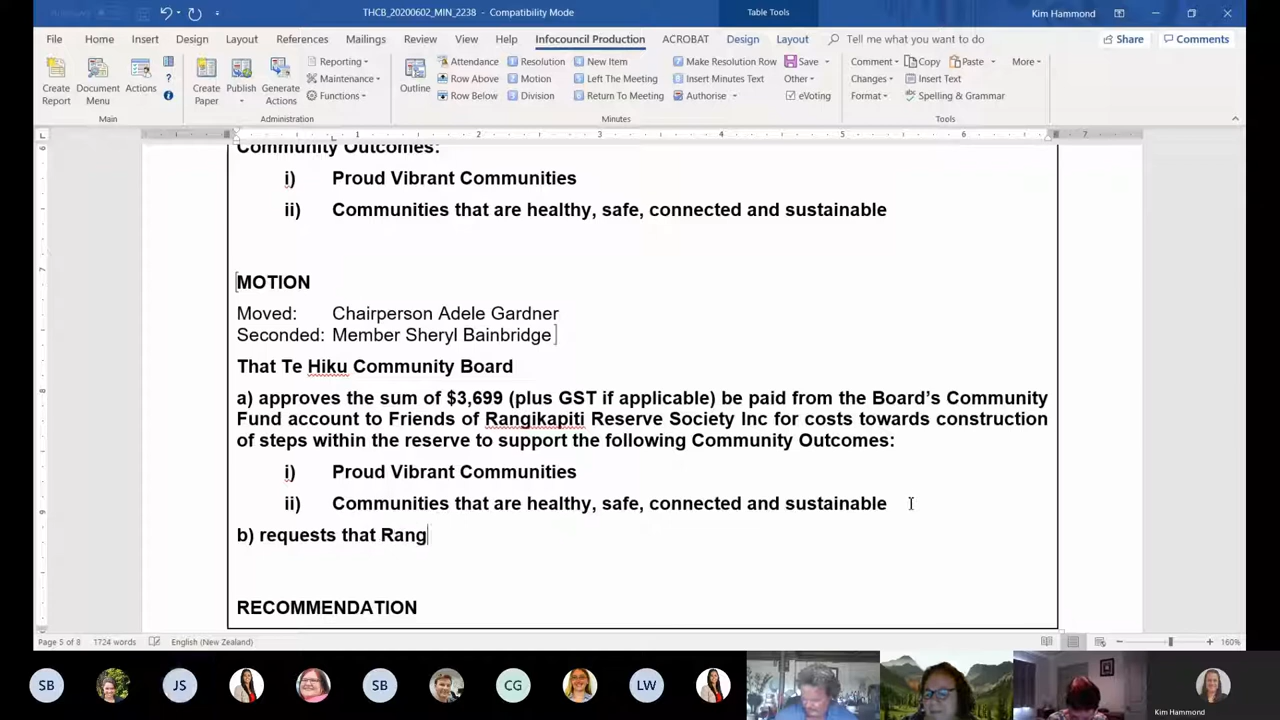 THCB_20200602_MIN_2238 - Compatibility Mode
Table Tools
Kim Hammond
File Home Insert Design Layout References Mailings Review View Help Infocouncil Production ACROBAT Design Layout Tell me what you want to do Share Comments
Create Report
Document Menu
Actions
Reporting
Maintenance
Functions
Create Paper
Publish
Generate Actions
Outline
Attendance
Row Above
Row Below
Resolution
Motion
Division
New Item
Left The Meeting
Return To Meeting
Make Resolution Row
Insert Minutes Text
Authorise
Save
Other
eVoting
Comment
Changes
Format
Copy
Paste
Insert Text
Spelling & Grammar
More
Main Administration Minutes Tools
1 2 3 4 5 6 7
Community Outcomes:
i) Proud Vibrant Communities
ii) Communities that are healthy, safe, connected and sustainable
MOTION
Moved: Chairperson Adele Gardner
Seconded: Member Sheryl Bainbridge
That Te Hiku Community Board
a) approves the sum of $3,699 (plus GST if applicable) be paid from the Board's Community
Fund account to Friends of Rangikapiti Reserve Society Inc for costs towards construction
of steps within the reserve to support the following Community Outcomes:
i) Proud Vibrant Communities
ii) Communities that are healthy, safe, connected and sustainable
b) requests that Rang
RECOMMENDATION
Page 5 of 8 1724 words English (New Zealand) 160%
SB JS SB CG LW
Kim Hammond